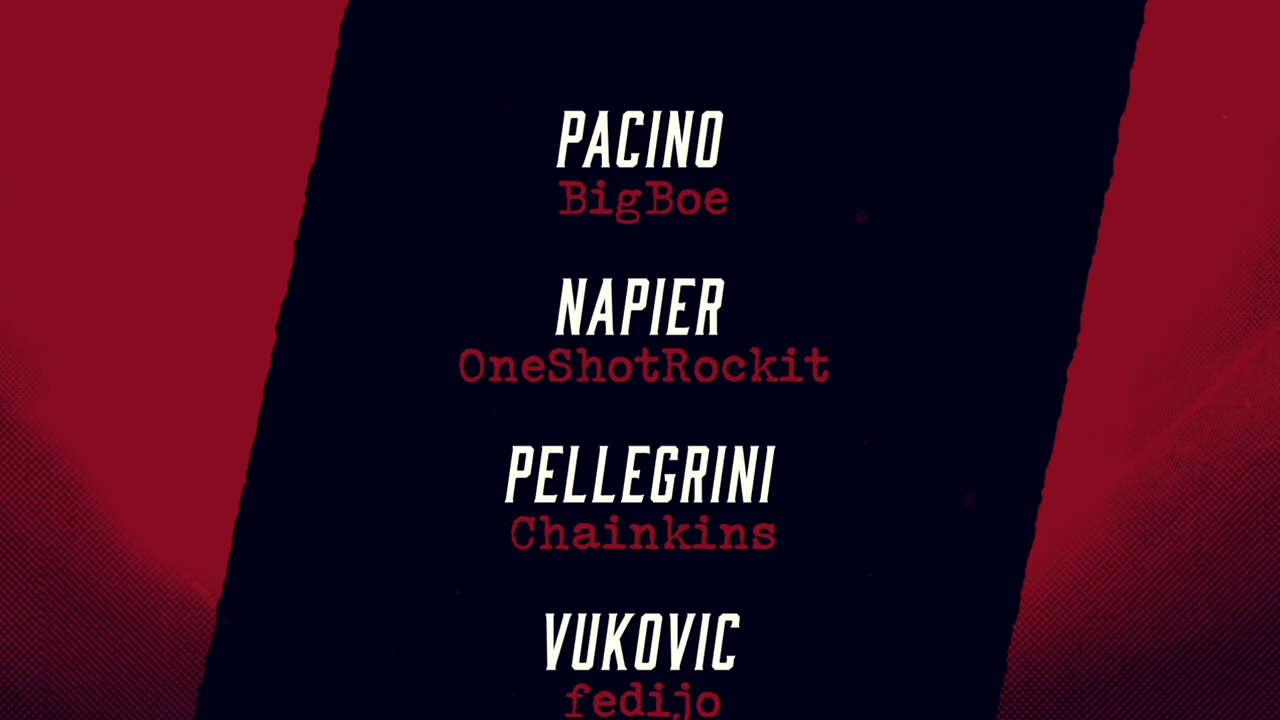 PACINO
BigBoe
NAPIER
OneShotRockit
PELLEGRINI
Chainkins
VUKOVIC
fedijo